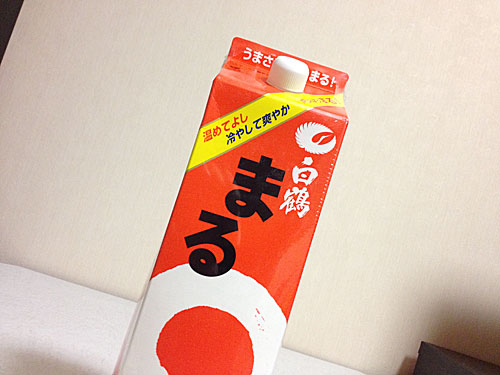 うまさ まる!
温めてよし
冷やして爽やか
白鶴
まる